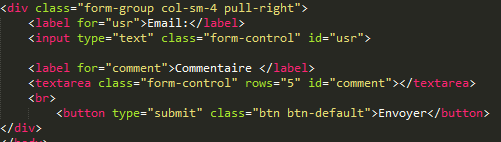 <div class="form-group col-sm-4 pull-right">
<label for="usr">Email:</label>
<input type="text" class="form-control" id="usr">
<label for="comment">Commentaire </label>
<textarea class="form-control" rows="5" id="comment"></textarea>
<br>
<button type="submit" class="btn btn-default">Envoyer</button>
</div>
</body>